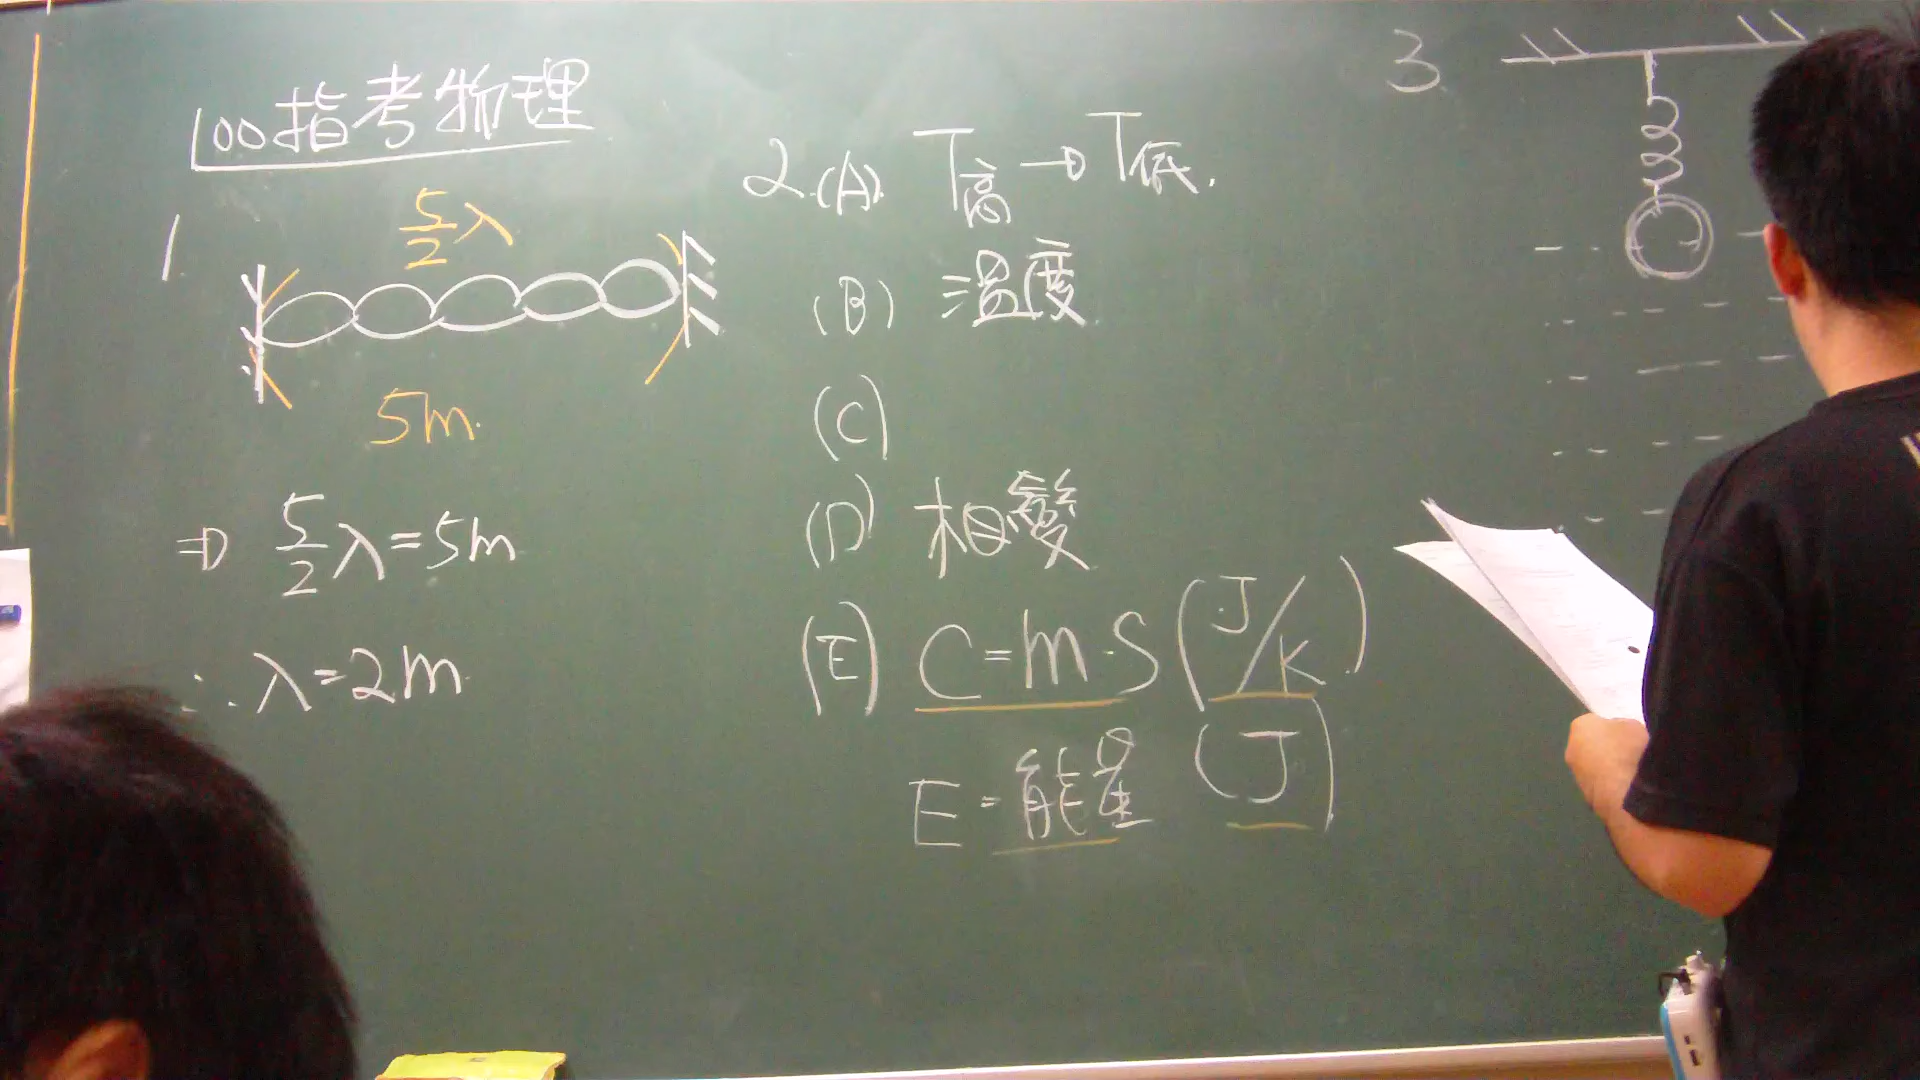 100指考物理
1
5/2 λ
5m.
⇒ 5/2 λ = 5m
∴ λ = 2m
2.(A) T高 → T低.
(B) 溫度
(C)
(D) 相變
(E) C = m·S (J/K)
E = 能量 (J)
3